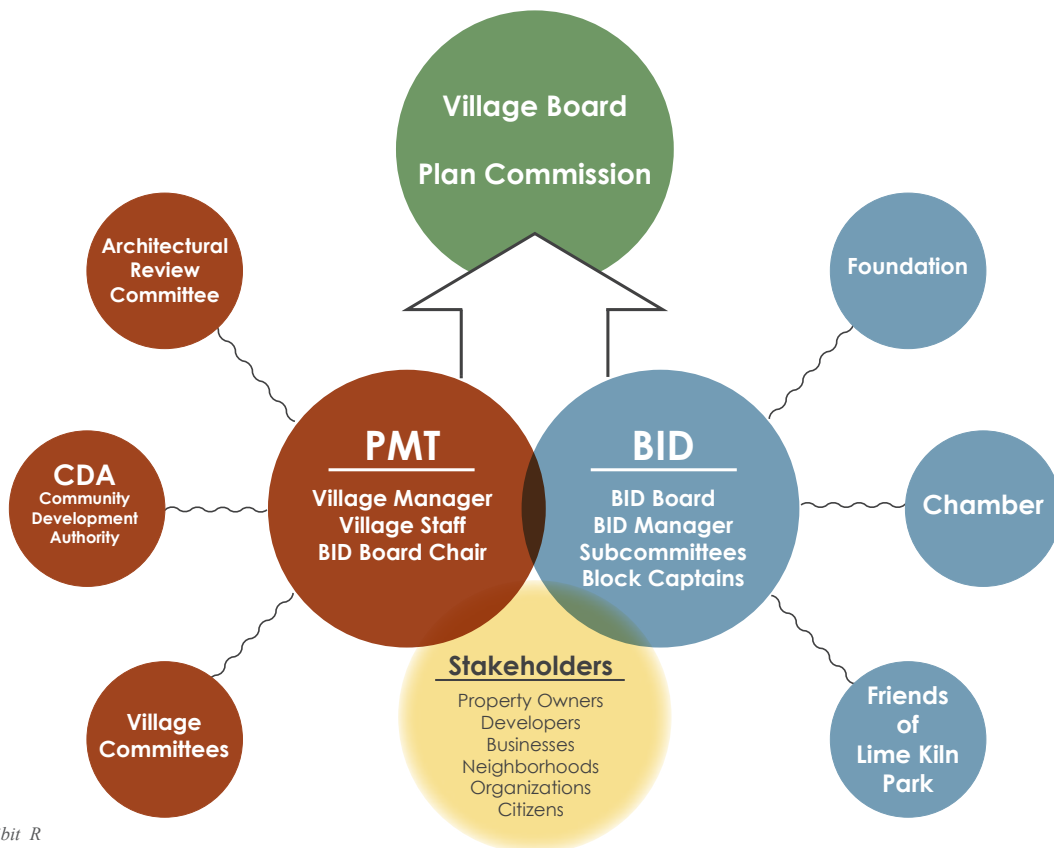 Village Board
Plan Commission
Architectural
Review
Committee
Foundation
PMT
Village Manager
Village Staff
BID Board Chair
BID
BID Board
BID Manager
Subcommittees
Block Captains
CDA
Community
Development
Authority
Chamber
Stakeholders
Property Owners
Developers
Businesses
Neighborhoods
Organizations
Citizens
Village
Committees
Friends
of
Lime Kiln
Park
R